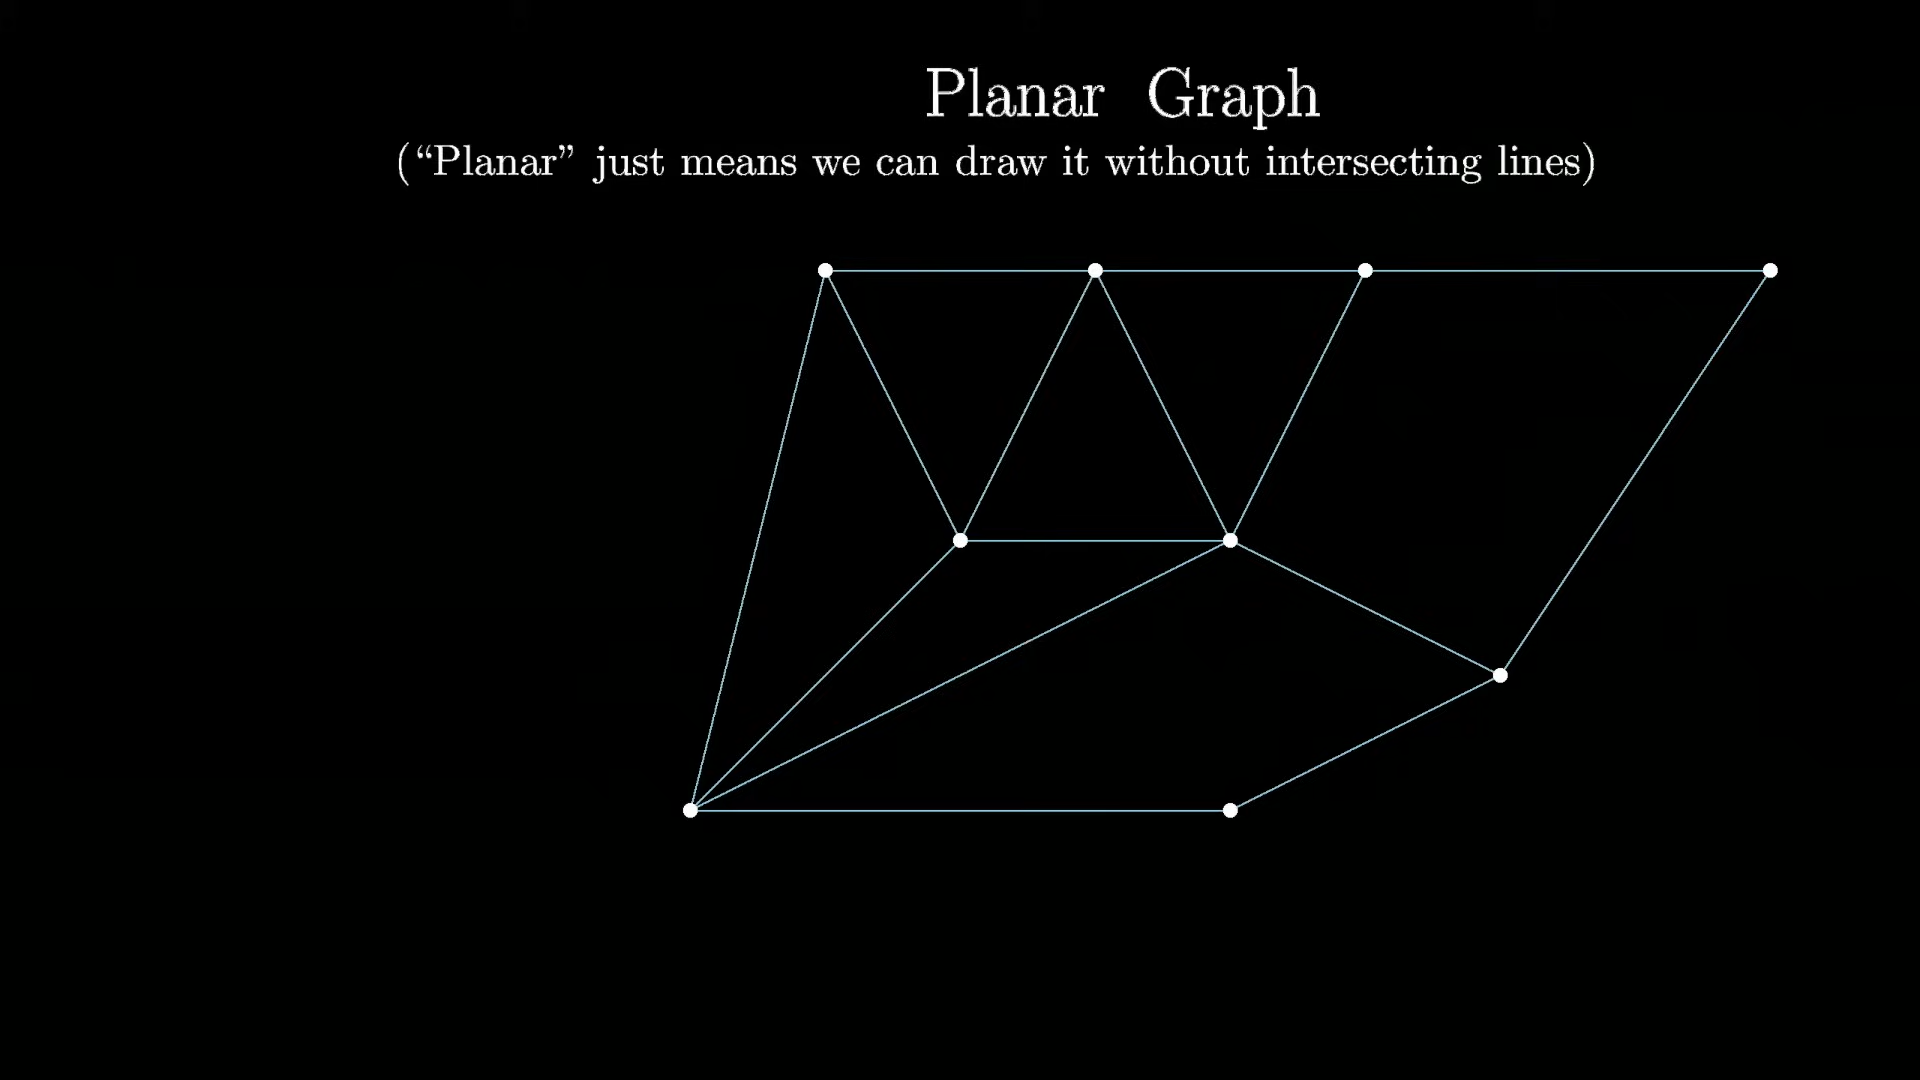 Planar Graph
(“Planar” just means we can draw it without intersecting lines)